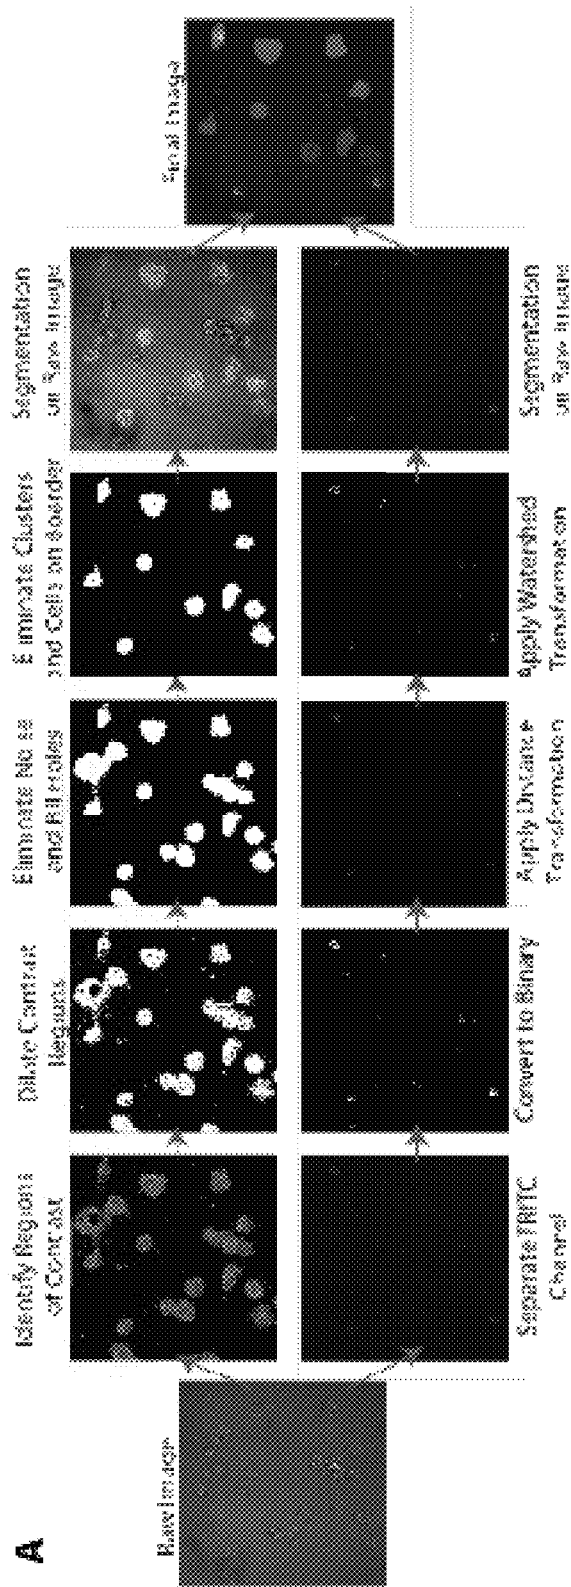 A
Raw Image
Identify Regions
of Contrast
Dilate Contrast
Regions
Eliminate Noise
and Fill Holes
Eliminate Clusters
and Cells on Boarder
Segmentation
on Raw Image
Final Image
Separate TRITC
Channel
Convert to Binary
Apply Distance
Transformation
Apply Watershed
Transformation
Segmentation
on Raw Image